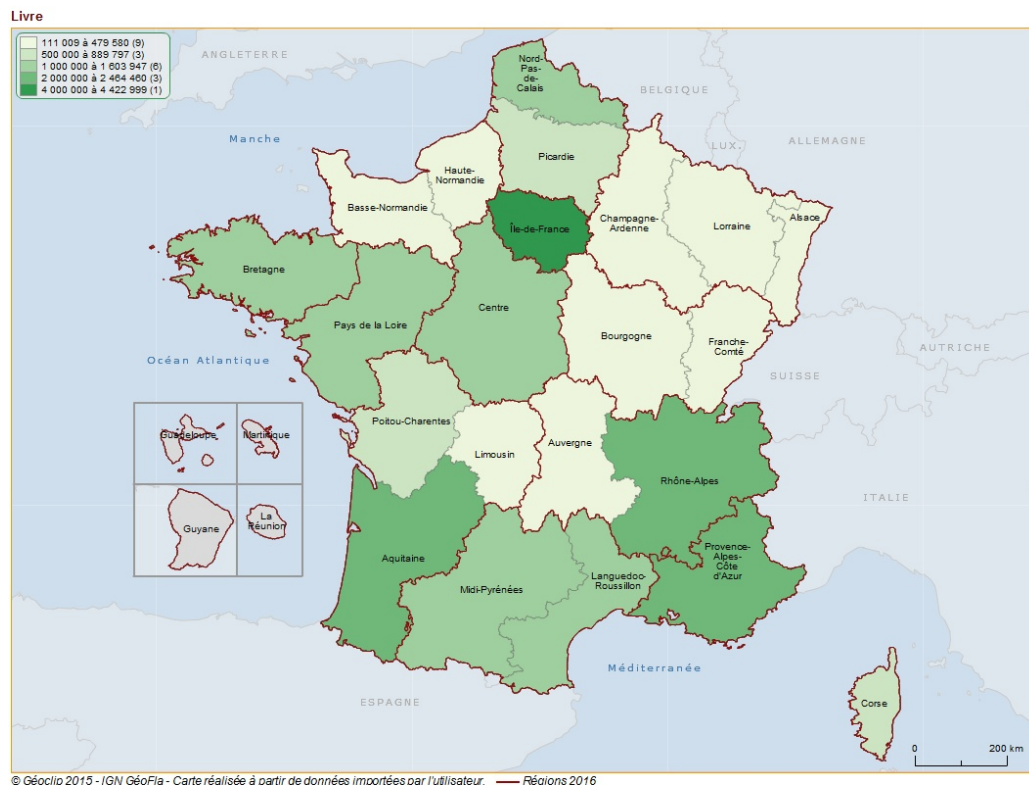 Livre
111 009 à 479 580 (9)
500 000 à 889 797 (3)
1 000 000 à 1 603 947 (6)
2 000 000 à 2 464 460 (3)
4 000 000 à 4 422 999 (1)
ANGLETERRE
Nord-
Pas-
de-
Calais
BELGIQUE
Manche
LUX.
ALLEMAGNE
Picardie
Haute-
Normandie
Basse-Normandie
Île-de-France
Champagne-
Ardenne
Lorraine
Alsace
Bretagne
Pays de la Loire
Centre
Bourgogne
Franche-
Comté
Océan Atlantique
SUISSE
AUTRICHE
Poitou-Charentes
Limousin
Auvergne
Rhône-Alpes
ITALIE
Guadeloupe
Martinique
Guyane
La
Réunion
Aquitaine
Midi-Pyrénées
Languedoc-
Roussillon
Provence-
Alpes-
Côte
d'Azur
Méditerranée
ESPAGNE
Corse
0 200 km
© Géoclip 2015 - IGN GéoFla - Carte réalisée à partir de données importées par l'utilisateur. Régions 2016